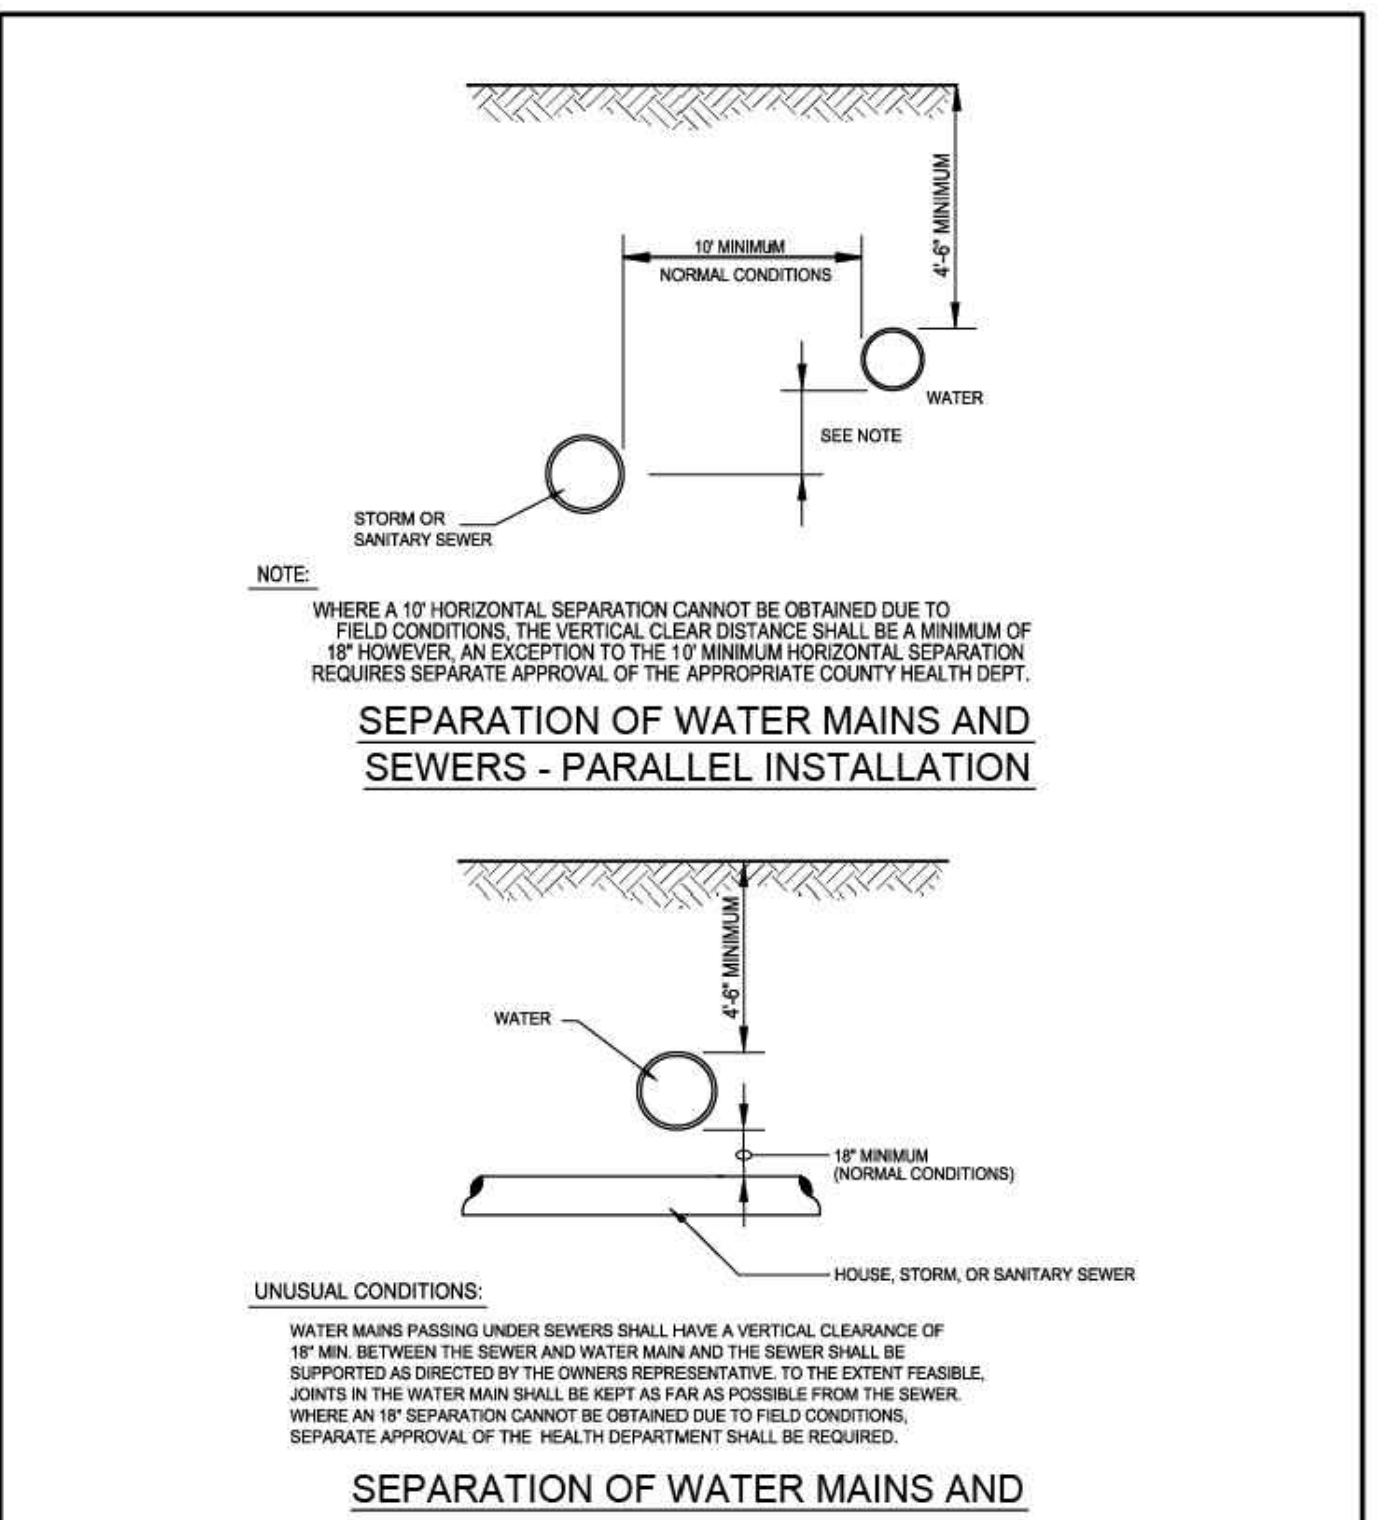 4'-6" MINIMUM
10' MINIMUM
NORMAL CONDITIONS
WATER
SEE NOTE
STORM OR
SANITARY SEWER
NOTE:
WHERE A 10' HORIZONTAL SEPARATION CANNOT BE OBTAINED DUE TO
FIELD CONDITIONS, THE VERTICAL CLEAR DISTANCE SHALL BE A MINIMUM OF
18" HOWEVER, AN EXCEPTION TO THE 10' MINIMUM HORIZONTAL SEPARATION
REQUIRES SEPARATE APPROVAL OF THE APPROPRIATE COUNTY HEALTH DEPT.
SEPARATION OF WATER MAINS AND
SEWERS - PARALLEL INSTALLATION
4'-6" MINIMUM
WATER
18" MINIMUM
(NORMAL CONDITIONS)
HOUSE, STORM, OR SANITARY SEWER
UNUSUAL CONDITIONS:
WATER MAINS PASSING UNDER SEWERS SHALL HAVE A VERTICAL CLEARANCE OF
18" MIN. BETWEEN THE SEWER AND WATER MAIN AND THE SEWER SHALL BE
SUPPORTED AS DIRECTED BY THE OWNERS REPRESENTATIVE. TO THE EXTENT FEASIBLE,
JOINTS IN THE WATER MAIN SHALL BE KEPT AS FAR AS POSSIBLE FROM THE SEWER.
WHERE AN 18" SEPARATION CANNOT BE OBTAINED DUE TO FIELD CONDITIONS,
SEPARATE APPROVAL OF THE HEALTH DEPARTMENT SHALL BE REQUIRED.
SEPARATION OF WATER MAINS AND